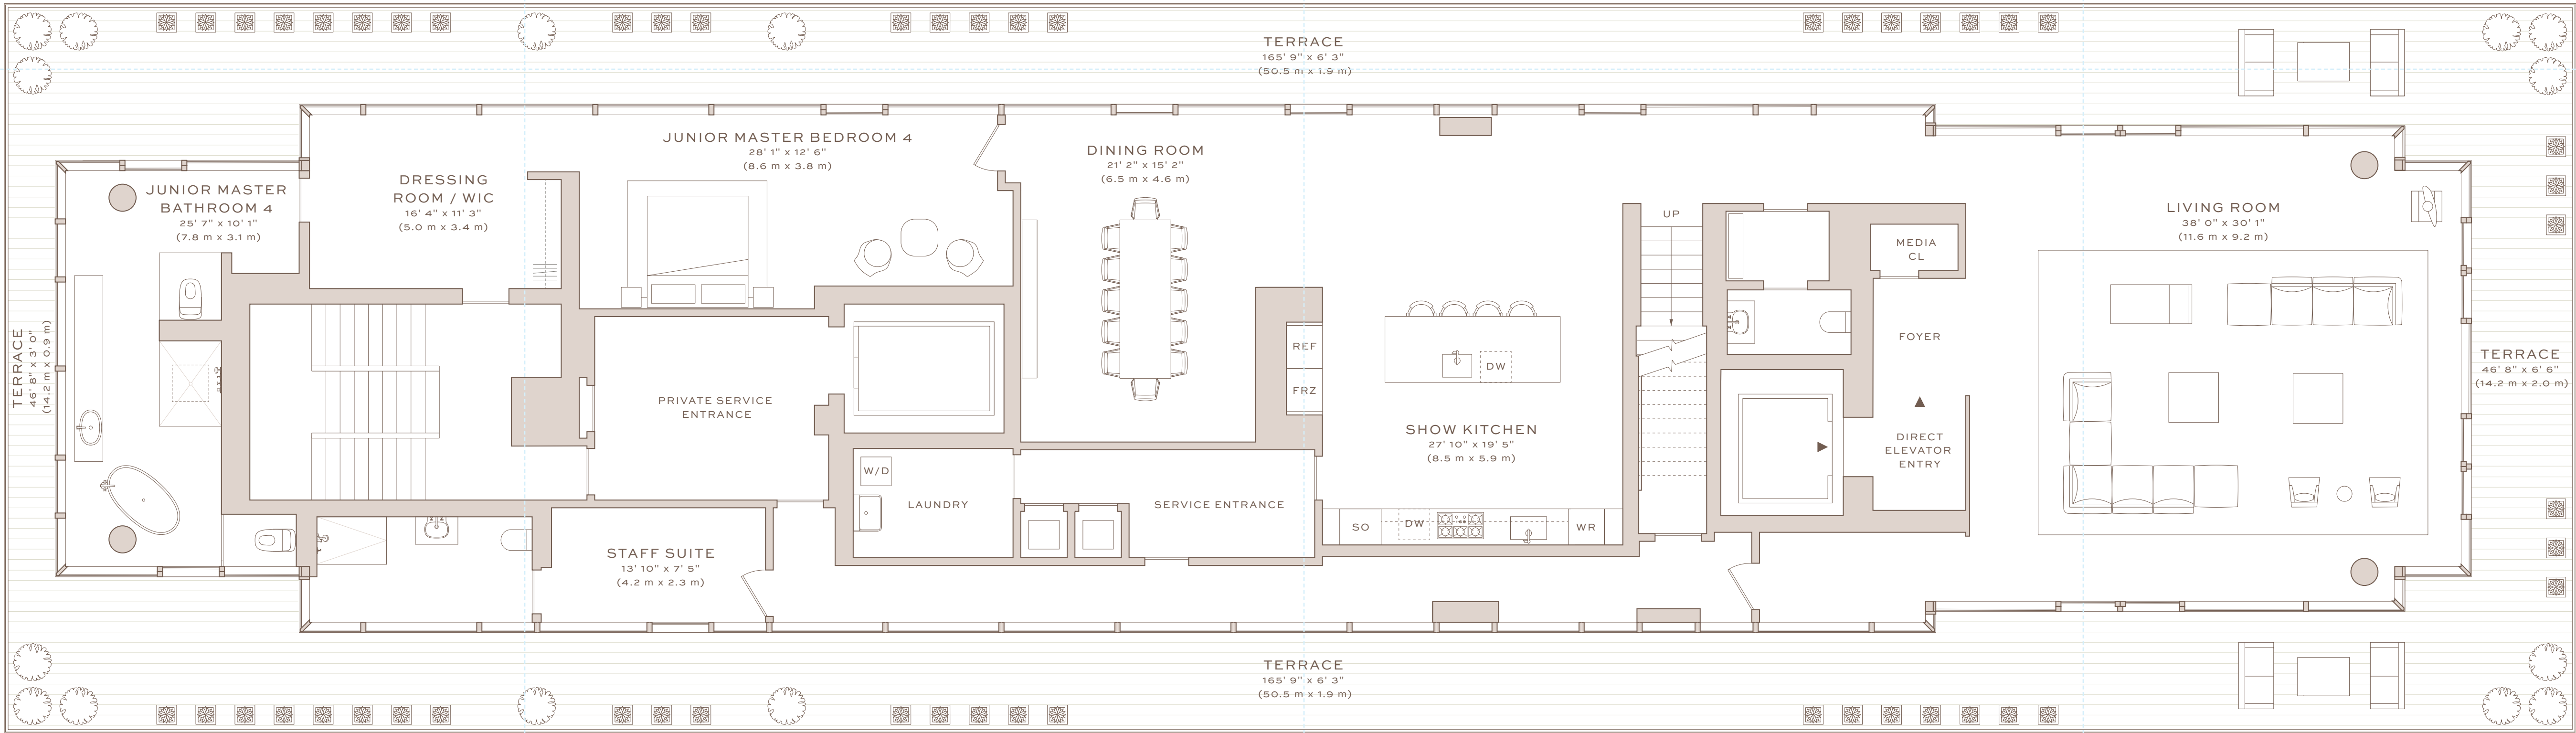 TERRACE
165' 9" x 6' 3"
(50.5 m x 1.9 m)
JUNIOR MASTER BEDROOM 4
28' 1" x 12' 6"
(8.6 m x 3.8 m)
DINING ROOM
21' 2" x 15' 2"
(6.5 m x 4.6 m)
DRESSING
ROOM / WIC
16' 4" x 11' 3"
(5.0 m x 3.4 m)
JUNIOR MASTER
BATHROOM 4
25' 7" x 10' 1"
(7.8 m x 3.1 m)
UP
LIVING ROOM
38' 0" x 30' 1"
(11.6 m x 9.2 m)
MEDIA
CL
FOYER
TERRACE
46' 8" x 3' 0"
(14.2 m x 0.9 m)
REF
FRZ
DW
TERRACE
46' 8" x 6' 6"
(14.2 m x 2.0 m)
PRIVATE SERVICE
ENTRANCE
SHOW KITCHEN
27' 10" x 19' 5"
(8.5 m x 5.9 m)
DIRECT
ELEVATOR
ENTRY
W/D
LAUNDRY
SERVICE ENTRANCE
SO
DW
WR
STAFF SUITE
13' 10" x 7' 5"
(4.2 m x 2.3 m)
TERRACE
165' 9" x 6' 3"
(50.5 m x 1.9 m)